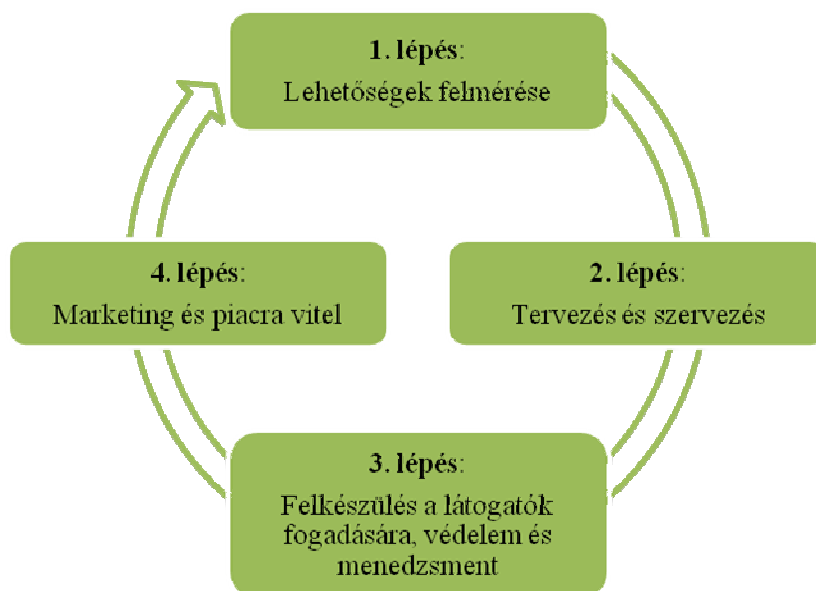 1. lépés:
Lehetőségek felmérése
2. lépés:
Tervezés és szervezés
3. lépés:
Felkészülés a látogatók
fogadására, védelem és
menedzsment
4. lépés:
Marketing és piacra vitel